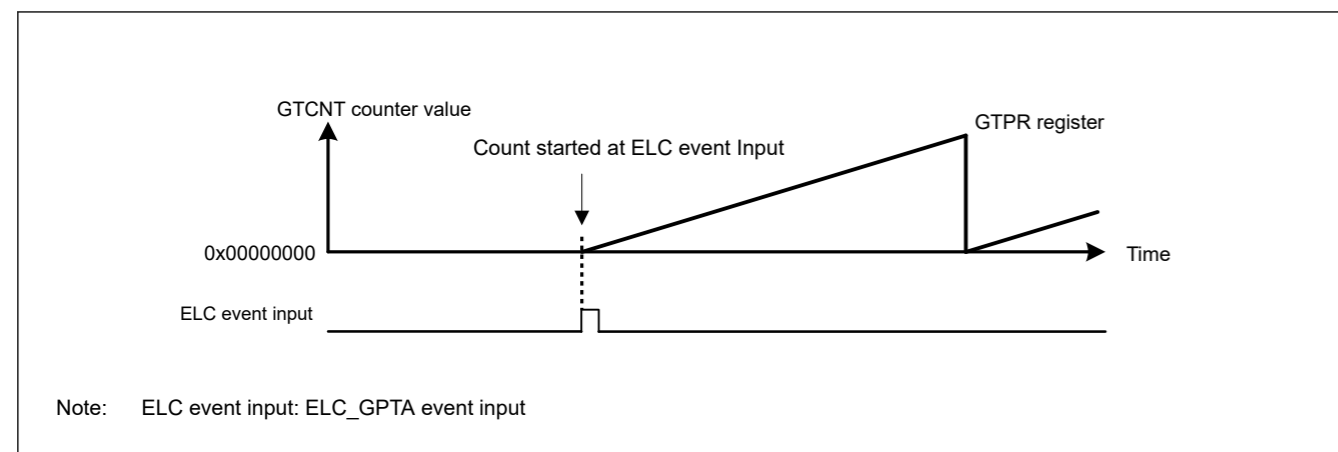 GTCNT counter value
GTPR register
Count started at ELC event Input
0x00000000
Time
ELC event input
Note: ELC event input: ELC_GPTA event input